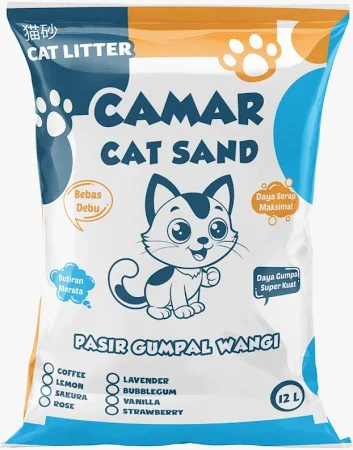 猫砂
CAT LITTER
CAMAR
CAT SAND
Bebas
Debu
Daya Serap
Maksimal
Butiran
Merata
Daya Gumpal
Super Kuat
PASIR GUMPAL WANGI
COFFEE
LEMON
SAKURA
ROSE
LAVENDER
BUBBLEGUM
VANILLA
STRAWBERRY
12 L